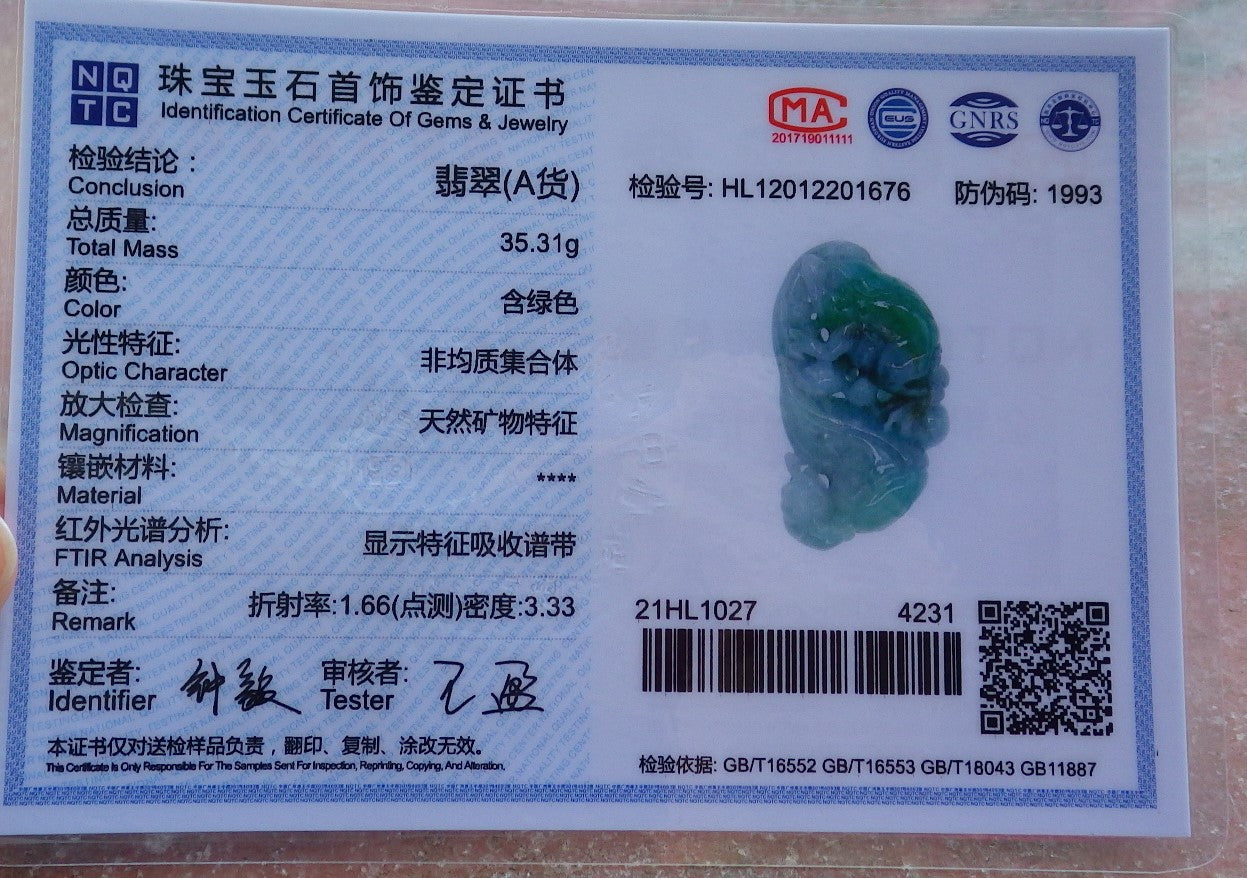 NQ
TC
珠宝玉石首饰鉴定证书
Identification Certificate Of Gems & Jewelry
检验结论：
Conclusion
翡翠(A货)
总质量:
Total Mass
35.31g
颜色:
Color
含绿色
光性特征:
Optic Character
非均质集合体
放大检查:
Magnification
天然矿物特征
镶嵌材料:
Material
****
红外光谱分析:
FTIR Analysis
显示特征吸收谱带
备注:
Remark
折射率:1.66(点测)密度:3.33
鉴定者:
Identifier
审核者:
Tester
本证书仅对送检样品负责，翻印、复制、涂改无效。
This Certificate Is Only Responsible For The Samples Sent For Inspection, Reprinting, Copying, And Alteration.
MA
201719011111
EUS
GNRS
检验号: HL12012201676
防伪码: 1993
21HL1027
4231
检验依据: GB/T16552 GB/T16553 GB/T18043 GB11887